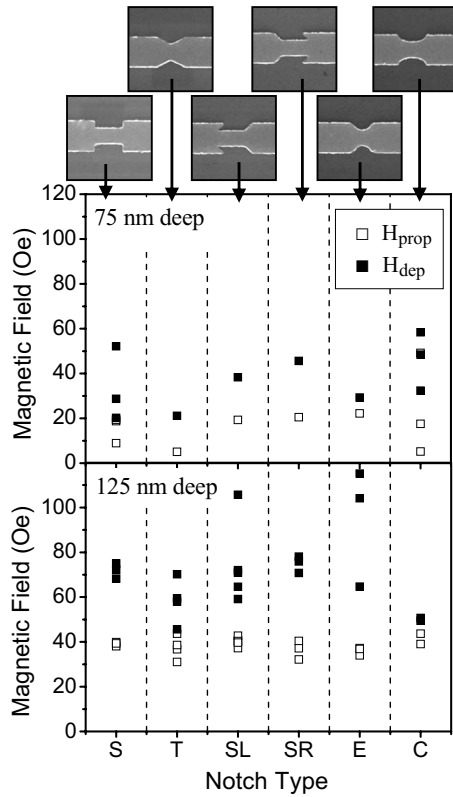 120
75 nm deep
100
80
60
40
20
0
Magnetic Field (Oe)
H_prop
H_dep
125 nm deep
100
80
60
40
20
0
Magnetic Field (Oe)
S T SL SR E C
Notch Type